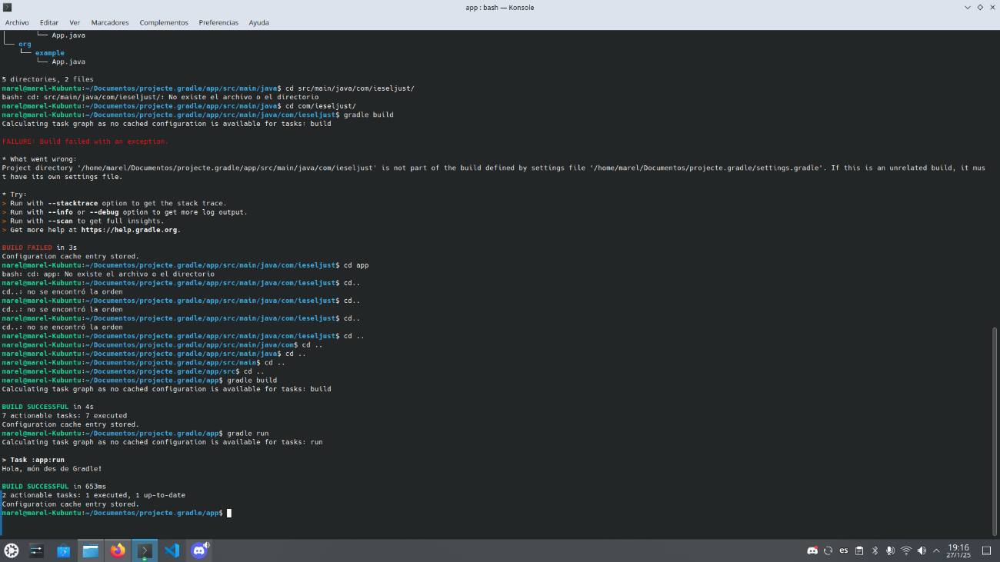 app : bash — Konsole
Archivo Editar Ver Marcadores Complementos Preferencias Ayuda
│       └── App.java
└── org
    └── example
        └── App.java
5 directories, 2 files
marel@marel-Kubuntu:~/Documentos/projecte.gradle/app/src/main/java$ cd src/main/java/com/ieseljust/
bash: cd: src/main/java/com/ieseljust/: No existe el archivo o el directorio
marel@marel-Kubuntu:~/Documentos/projecte.gradle/app/src/main/java$ cd com/ieseljust/
marel@marel-Kubuntu:~/Documentos/projecte.gradle/app/src/main/java/com/ieseljust$ gradle build
Calculating task graph as no cached configuration is available for tasks: build
FAILURE: Build failed with an exception.
* What went wrong:
Project directory '/home/marel/Documentos/projecte.gradle/app/src/main/java/com/ieseljust' is not part of the build defined by settings file '/home/marel/Documentos/projecte.gradle/settings.gradle'. If this is an unrelated build, it mus
t have its own settings file.
* Try:
> Run with --stacktrace option to get the stack trace.
> Run with --info or --debug option to get more log output.
> Run with --scan to get full insights.
> Get more help at https://help.gradle.org.
BUILD FAILED in 3s
Configuration cache entry stored.
marel@marel-Kubuntu:~/Documentos/projecte.gradle/app/src/main/java/com/ieseljust$ cd app
bash: cd: app: No existe el archivo o el directorio
marel@marel-Kubuntu:~/Documentos/projecte.gradle/app/src/main/java/com/ieseljust$ cd..
cd..: no se encontró la orden
marel@marel-Kubuntu:~/Documentos/projecte.gradle/app/src/main/java/com/ieseljust$ cd..
cd..: no se encontró la orden
marel@marel-Kubuntu:~/Documentos/projecte.gradle/app/src/main/java/com/ieseljust$ cd..
cd..: no se encontró la orden
marel@marel-Kubuntu:~/Documentos/projecte.gradle/app/src/main/java/com/ieseljust$ cd ..
marel@marel-Kubuntu:~/Documentos/projecte.gradle/app/src/main/java/com$ cd ..
marel@marel-Kubuntu:~/Documentos/projecte.gradle/app/src/main/java$ cd ..
marel@marel-Kubuntu:~/Documentos/projecte.gradle/app/src/main$ cd ..
marel@marel-Kubuntu:~/Documentos/projecte.gradle/app/src$ cd ..
marel@marel-Kubuntu:~/Documentos/projecte.gradle/app$ gradle build
Calculating task graph as no cached configuration is available for tasks: build
BUILD SUCCESSFUL in 4s
7 actionable tasks: 7 executed
Configuration cache entry stored.
marel@marel-Kubuntu:~/Documentos/projecte.gradle/app$ gradle run
Calculating task graph as no cached configuration is available for tasks: run
> Task :app:run
Hola, món des de Gradle!
BUILD SUCCESSFUL in 653ms
2 actionable tasks: 1 executed, 1 up-to-date
Configuration cache entry stored.
marel@marel-Kubuntu:~/Documentos/projecte.gradle/app$
es
19:16
27/1/25